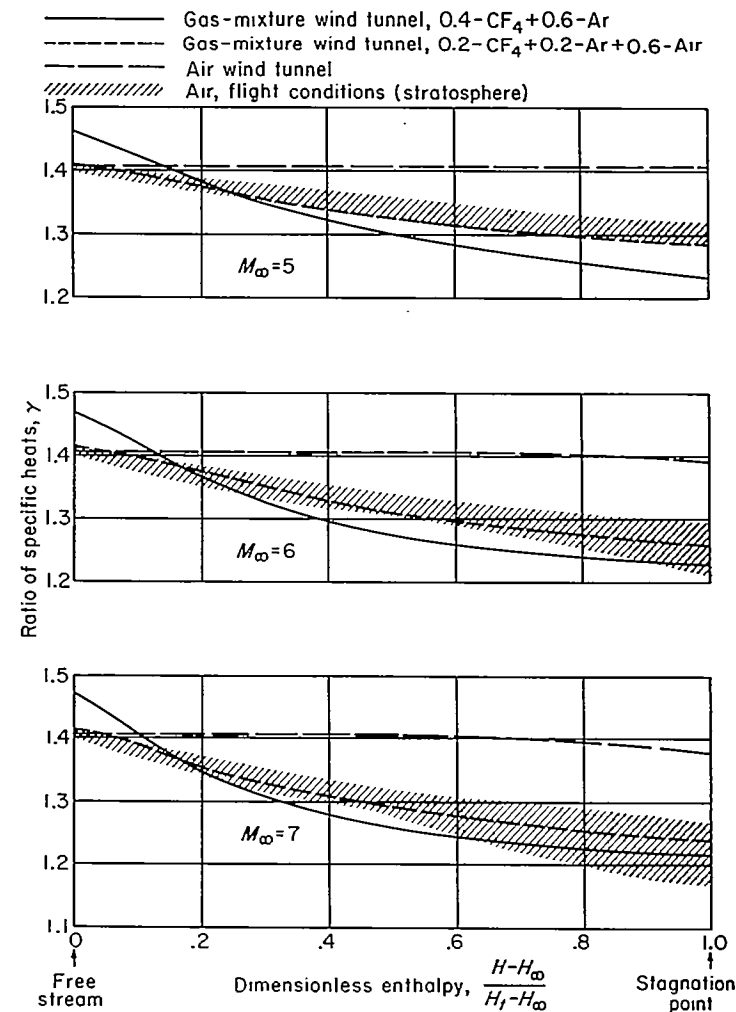 Gas-mixture wind tunnel, 0.4-CF₄+0.6-Ar
Gas-mixture wind tunnel, 0.2-CF₄+0.2-Ar+0.6-Air
Air wind tunnel
Air, flight conditions (stratosphere)
1.5
1.4
1.3
1.2
M∞=5
1.5
1.4
1.3
1.2
M∞=6
Ratio of specific heats, γ
1.5
1.4
1.3
1.2
1.1
M∞=7
0 .2 .4 .6 .8 1.0
Free stream
Dimensionless enthalpy, H-H∞ / Hₜ-H∞
Stagnation point